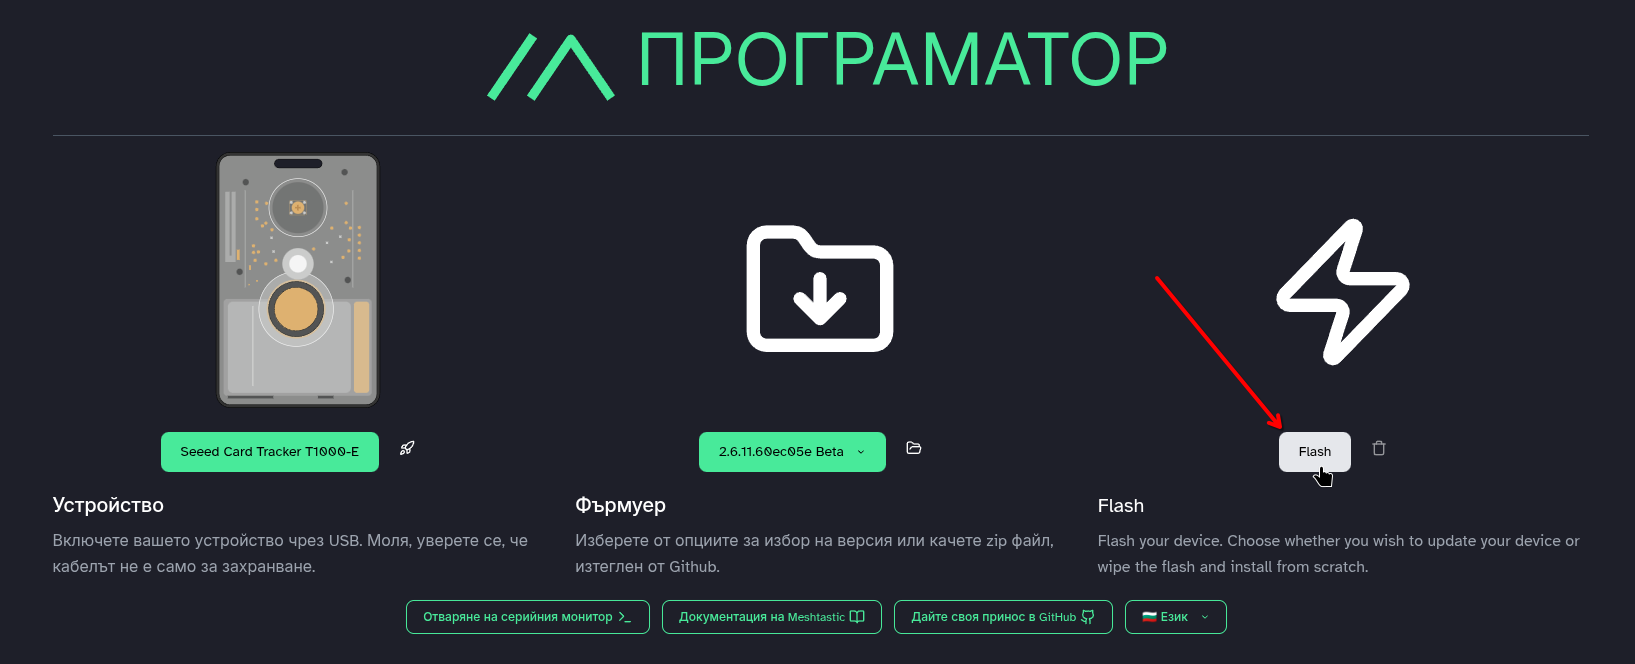 ПРОГРАМАТОР
Seeed Card Tracker T1000-E
2.6.11.60ec05e Beta
Flash
Устройство
Включете вашето устройство чрез USB. Моля, уверете се, че
кабелът не е само за захранване.
Фърмуер
Изберете от опциите за избор на версия или качете zip файл,
изтеглен от Github.
Flash
Flash your device. Choose whether you wish to update your device or
wipe the flash and install from scratch.
Отваряне на серийния монитор
Документация на Meshtastic
Дайте своя принос в GitHub
Език